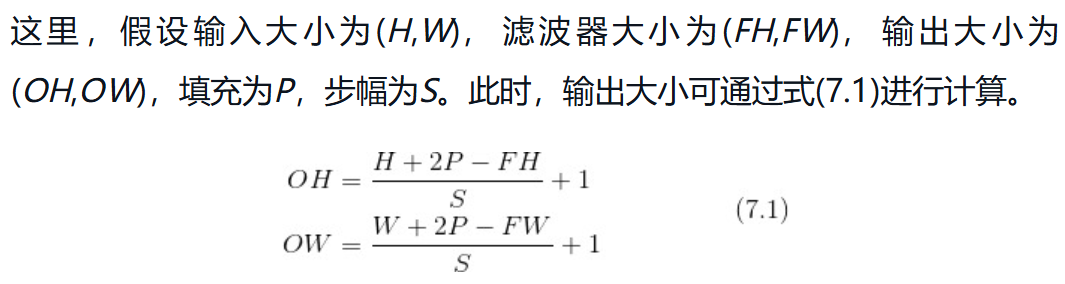 这里，假设输入大小为(H,W)，滤波器大小为(FH,FW)，输出大小为
(OH,OW)，填充为P，步幅为S。此时，输出大小可通过式(7.1)进行计算。
OH = \frac{H + 2P - FH}{S} + 1
OW = \frac{W + 2P - FW}{S} + 1
(7.1)